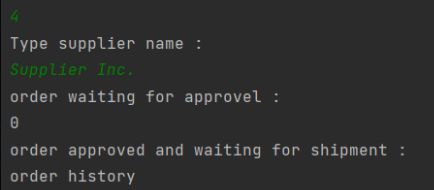 4
Type supplier name :
Supplier Inc.
order waiting for approvel :
0
order approved and waiting for shipment :
order history